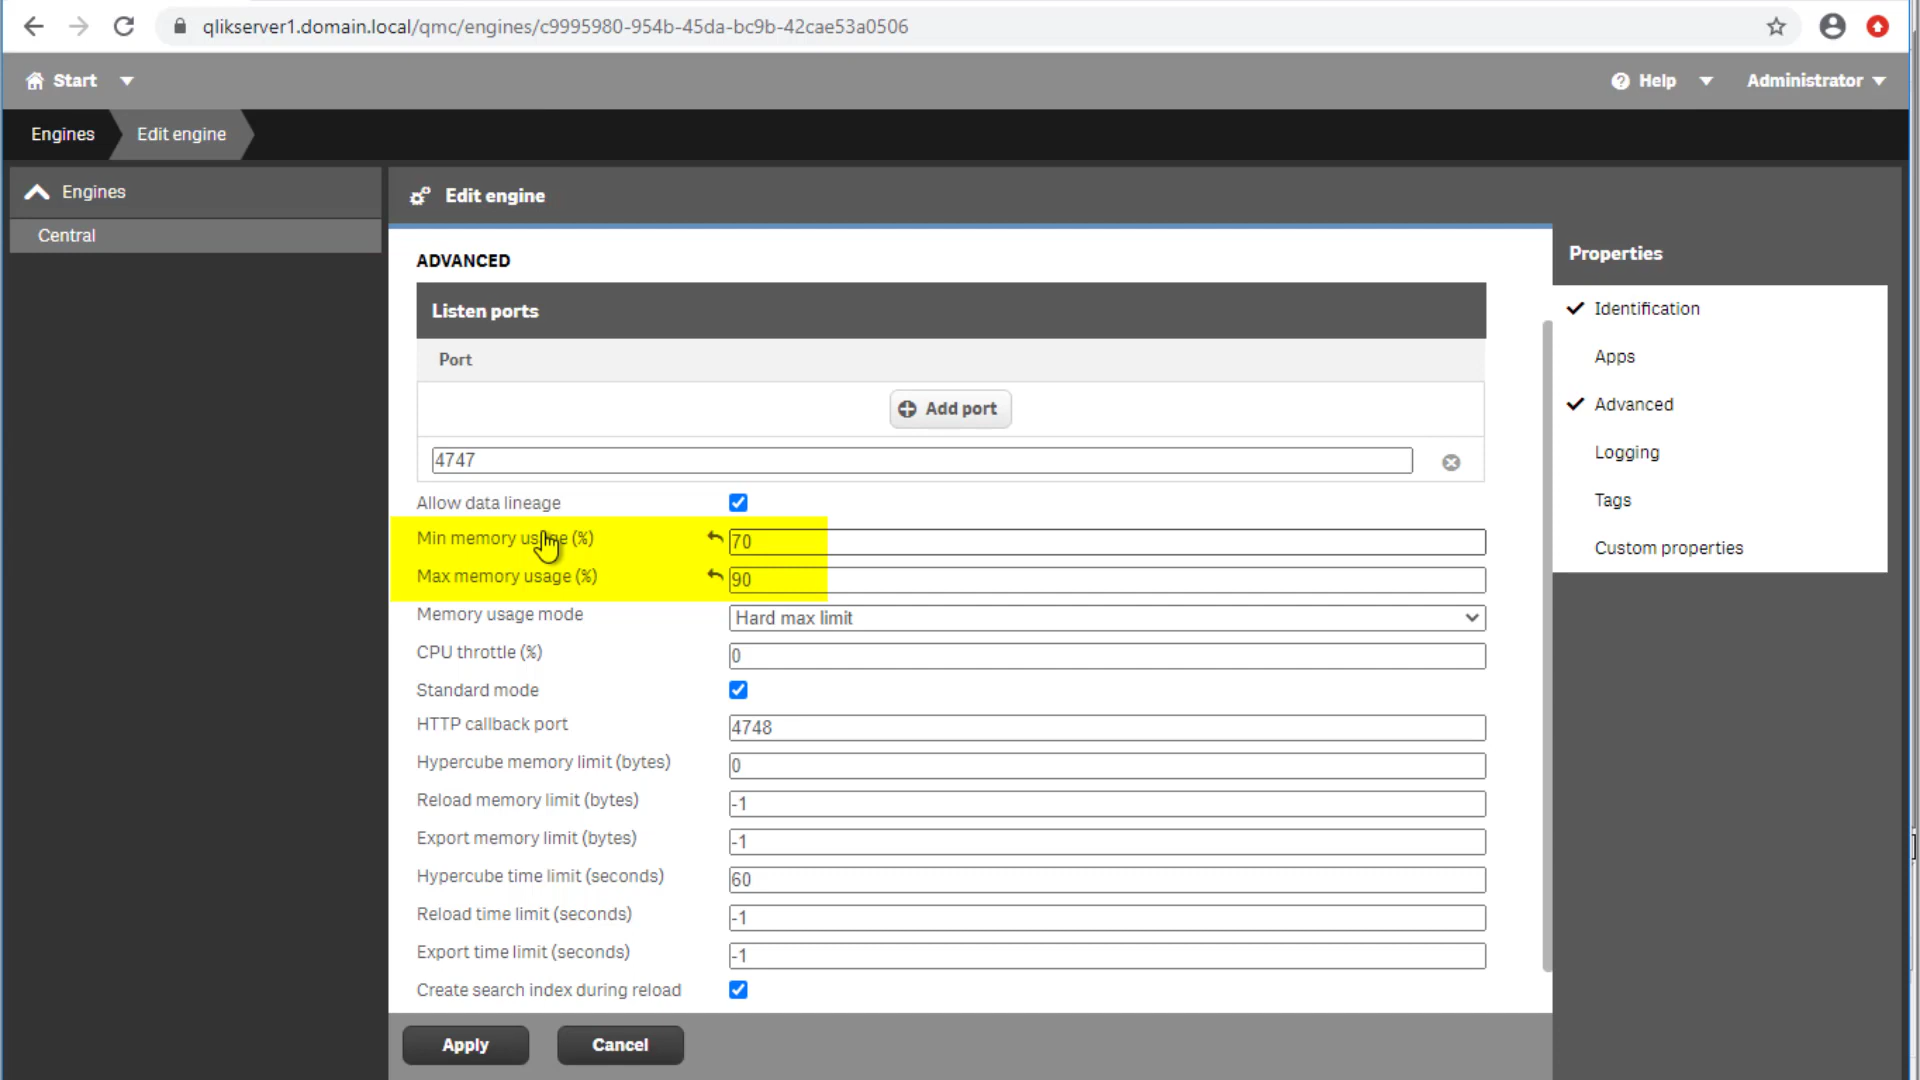 qlikserver1.domain.local/qmc/engines/c9995980-954b-45da-bc9b-42cae53a0506
Start
Help
Administrator
Engines
Edit engine
Engines
Central
Edit engine
ADVANCED
Listen ports
Port
Add port
4747
Allow data lineage
Min memory usage (%) 70
Max memory usage (%) 90
Memory usage mode Hard max limit
CPU throttle (%) 0
Standard mode
HTTP callback port 4748
Hypercube memory limit (bytes) 0
Reload memory limit (bytes) -1
Export memory limit (bytes) -1
Hypercube time limit (seconds) 60
Reload time limit (seconds) -1
Export time limit (seconds) -1
Create search index during reload
Apply
Cancel
Properties
Identification
Apps
Advanced
Logging
Tags
Custom properties